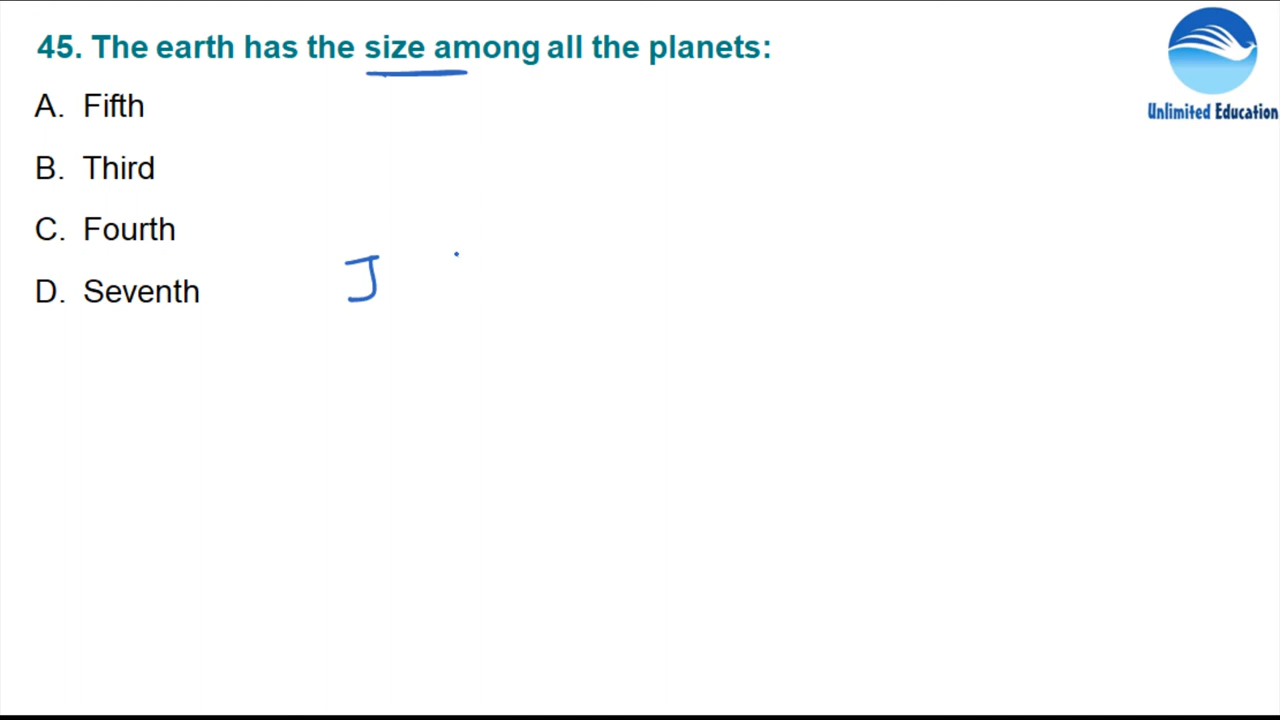 45. The earth has the size among all the planets:
A. Fifth
B. Third
C. Fourth
D. Seventh
J
Unlimited Education